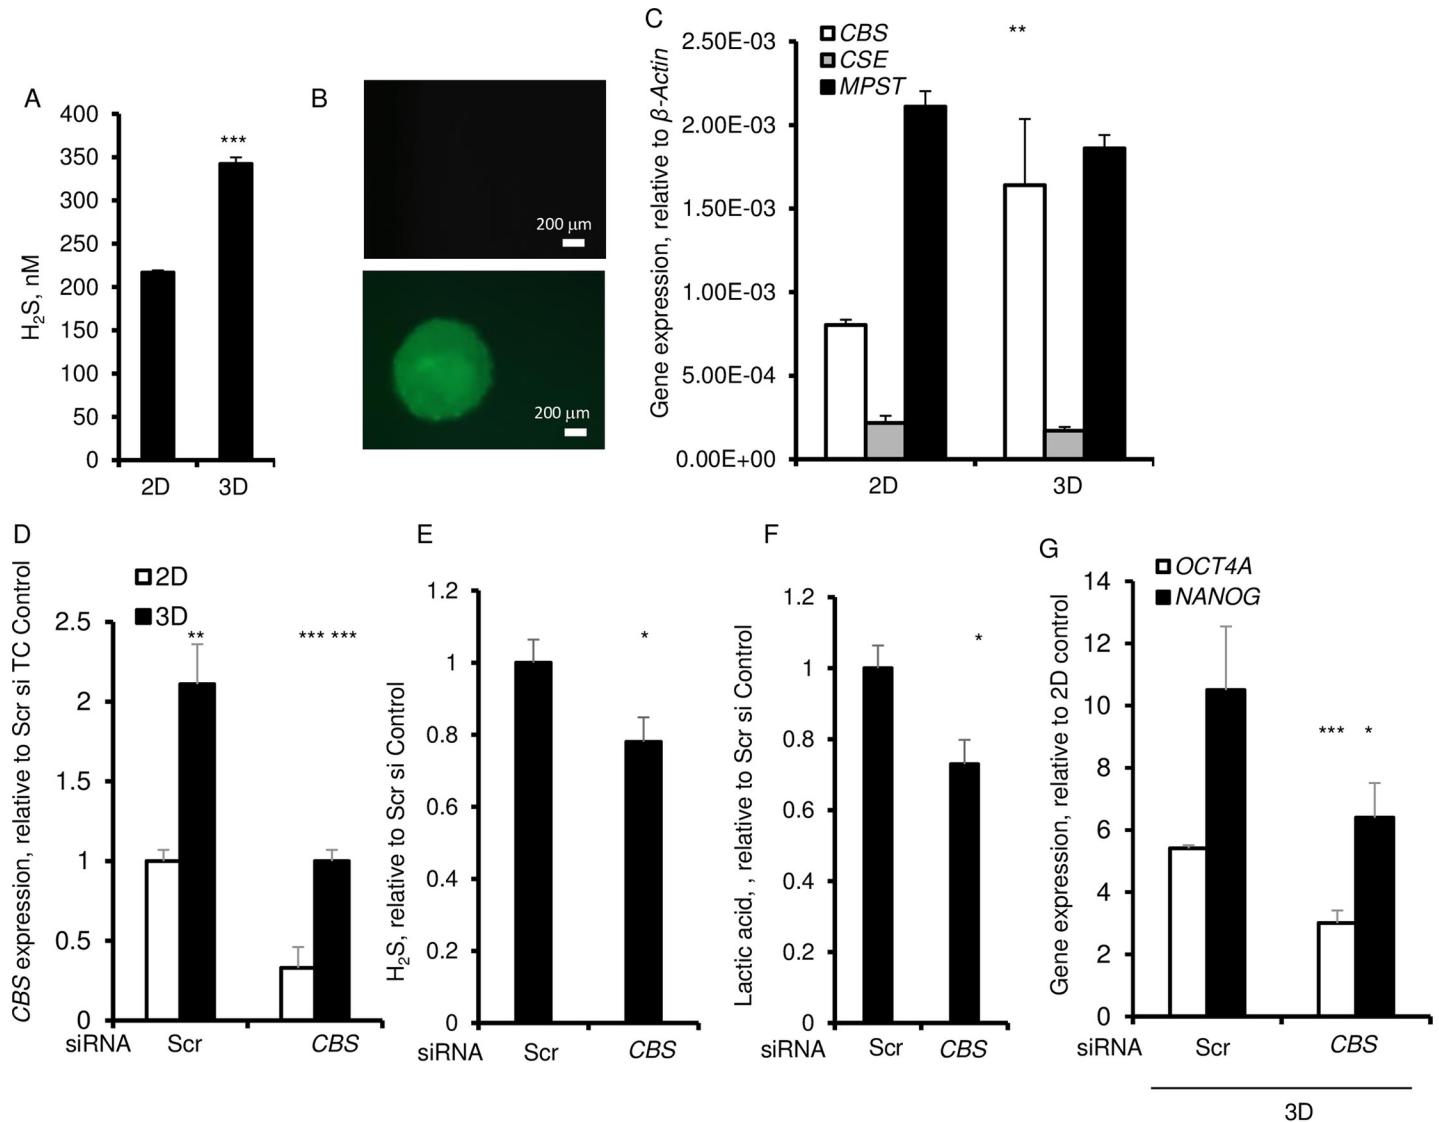 A
400
350
300
250
200
150
100
50
0
H2S, nM
***
2D
3D
B
200 µm
200 µm
C
CBS
CSE
MPST
**
2.50E-03
2.00E-03
1.50E-03
1.00E-03
5.00E-04
0.00E+00
Gene expression, relative to β-Actin
2D
3D
D
2D
3D
** *** ***
2.5
2
1.5
1
0.5
0
CBS expression, relative to Scr si TC Control
siRNA Scr CBS
E
1.2
1
0.8
0.6
0.4
0.2
0
*
H2S, relative to Scr si Control
siRNA Scr CBS
F
1.2
1
0.8
0.6
0.4
0.2
0
*
Lactic acid, , relative to Scr si Control
siRNA Scr CBS
G
OCT4A
NANOG
14
12
10
8
6
4
2
0
*** *
Gene expression, relative to 2D control
siRNA Scr CBS
3D